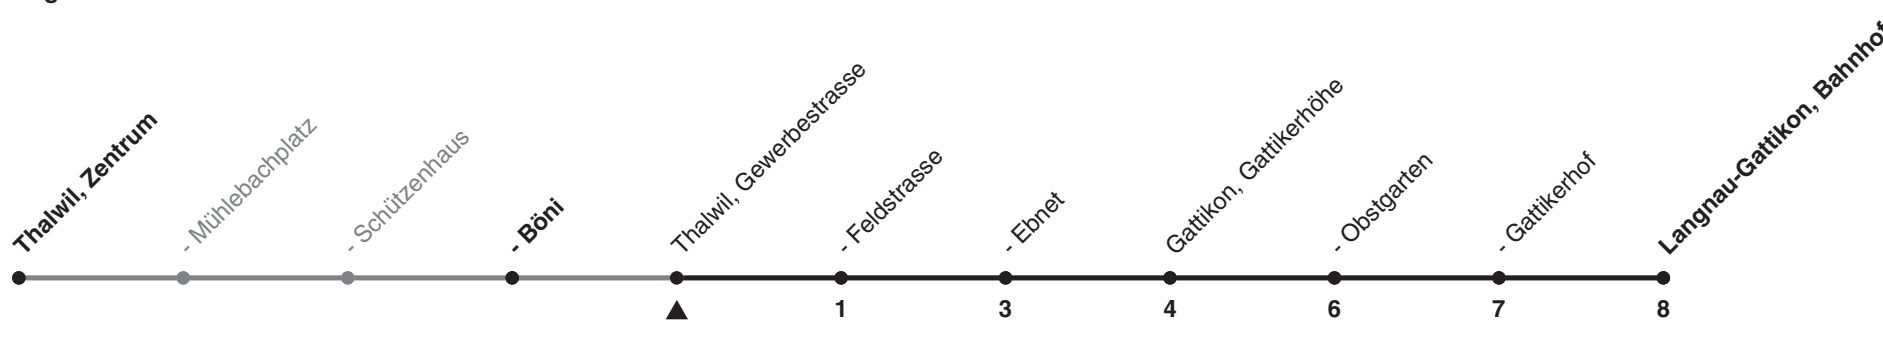 Thalwil, Zentrum
- Mühlebachplatz
- Schützenhaus
- Böni
Thalwil, Gewerbestrasse
- Feldstrasse
- Ebnet
Gattikon, Gattikerhöhe
- Obstgarten
- Gattikerhof
Langnau-Gattikon, Bahnhof
1 3 4 6 7 8